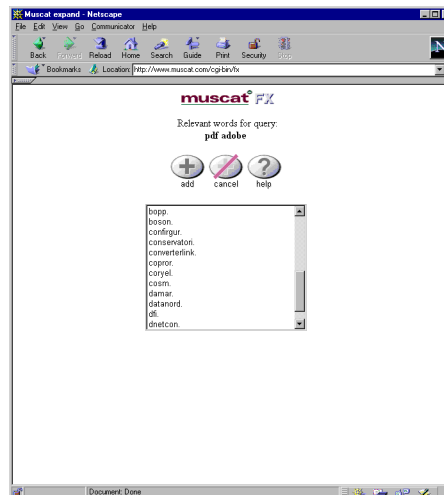 Muscat expand - Netscape
File Edit View Go Communicator Help
Back Forward Reload Home Search Guide Print Security Stop
Bookmarks Location: http://www.muscat.com/cgi-bin/fx
muscat FX
Relevant words for query:
pdf adobe
add cancel help
bopp.
boson.
confirgur.
conservatori.
converterlink.
copror.
coryel.
cosm.
damar.
datanord.
dfi.
dnetcon.
Document: Done